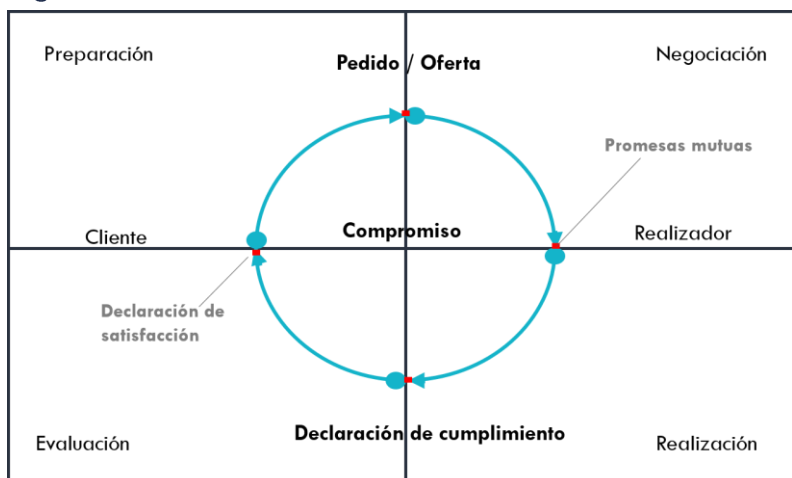 Preparación
Pedido / Oferta
Negociación
Promesas mutuas
Cliente
Compromiso
Realizador
Declaración de
satisfacción
Evaluación
Declaración de cumplimiento
Realización